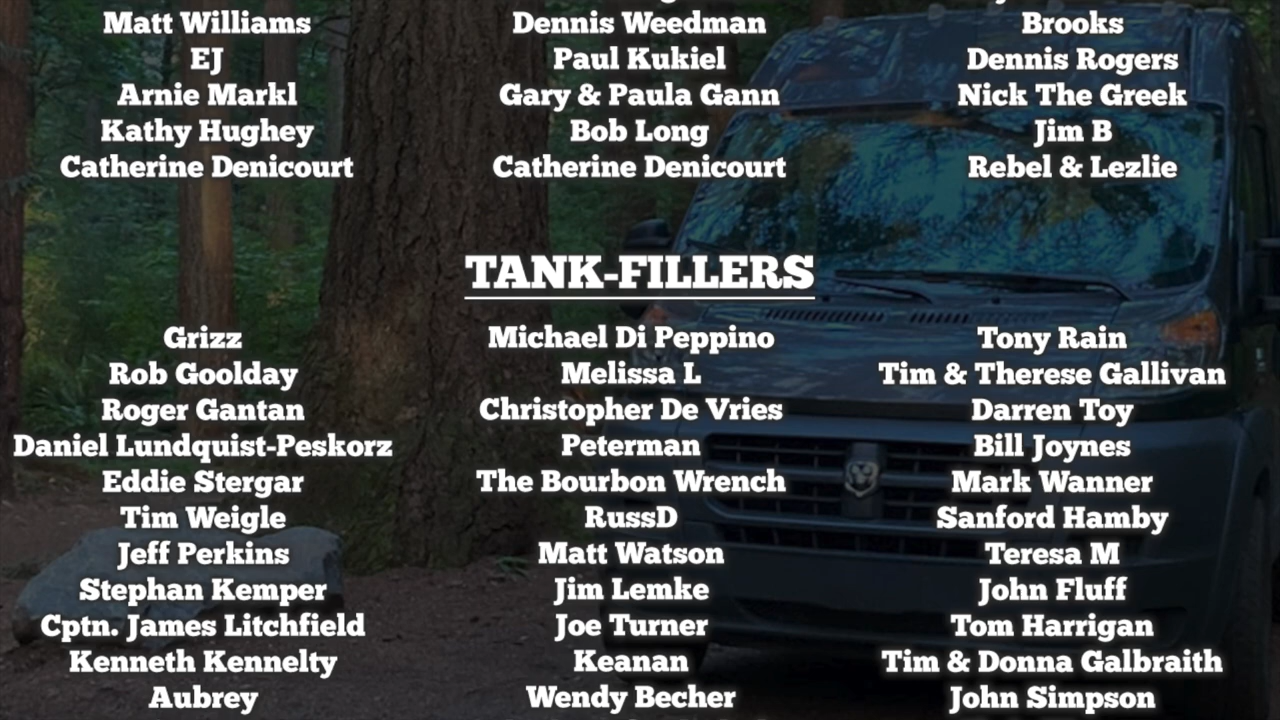 Matt Williams
Dennis Weedman
Brooks
EJ
Paul Kukiel
Dennis Rogers
Arnie Markl
Gary & Paula Gann
Nick The Greek
Kathy Hughey
Bob Long
Jim B
Catherine Denicourt
Catherine Denicourt
Rebel & Lezlie
TANK-FILLERS
Grizz
Michael Di Peppino
Tony Rain
Rob Goolday
Melissa L
Tim & Therese Gallivan
Roger Gantan
Christopher De Vries
Darren Toy
Daniel Lundquist-Peskorz
Peterman
Bill Joynes
Eddie Stergar
The Bourbon Wrench
Mark Wanner
Tim Weigle
RussD
Sanford Hamby
Jeff Perkins
Matt Watson
Teresa M
Stephan Kemper
Jim Lemke
John Fluff
Cptn. James Litchfield
Joe Turner
Tom Harrigan
Kenneth Kennelty
Keanan
Tim & Donna Galbraith
Aubrey
Wendy Becher
John Simpson